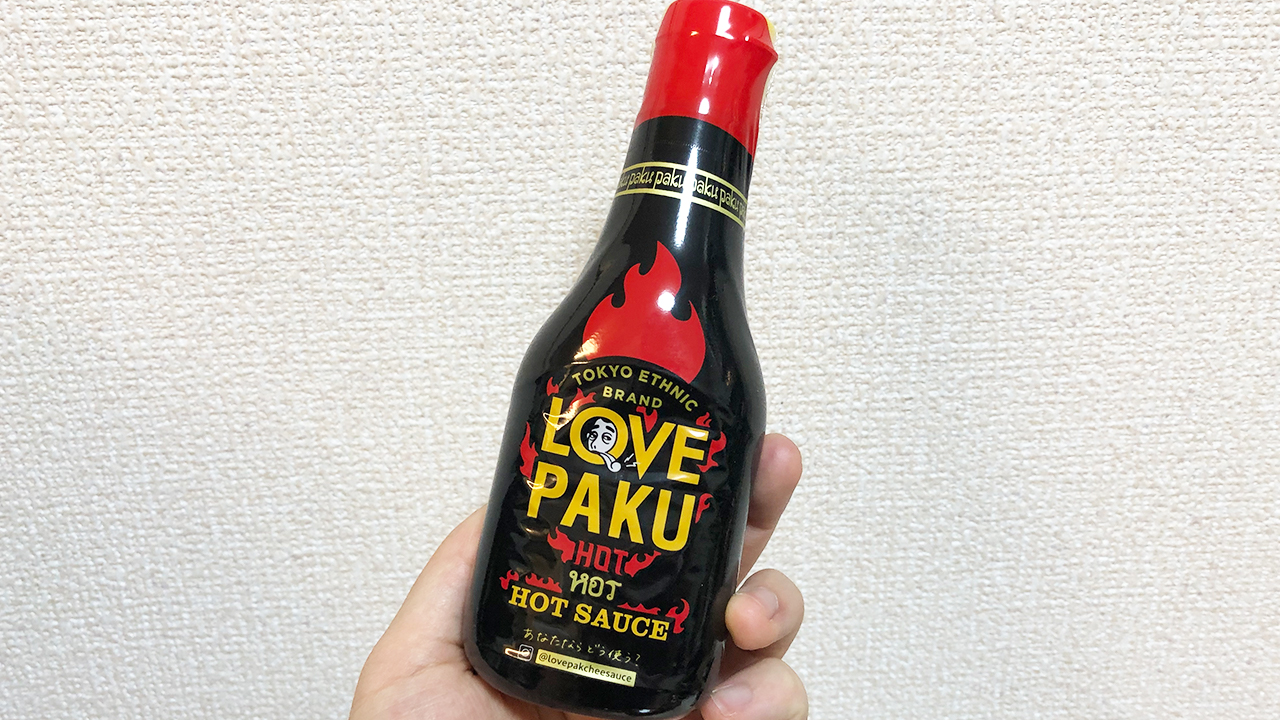 paku paku paku paku
TOKYO ETHNIC
BRAND
LOVE
PAKU
HOT
HOT
HOT SAUCE
あなたならどう使う?
@lovepakcheesauce